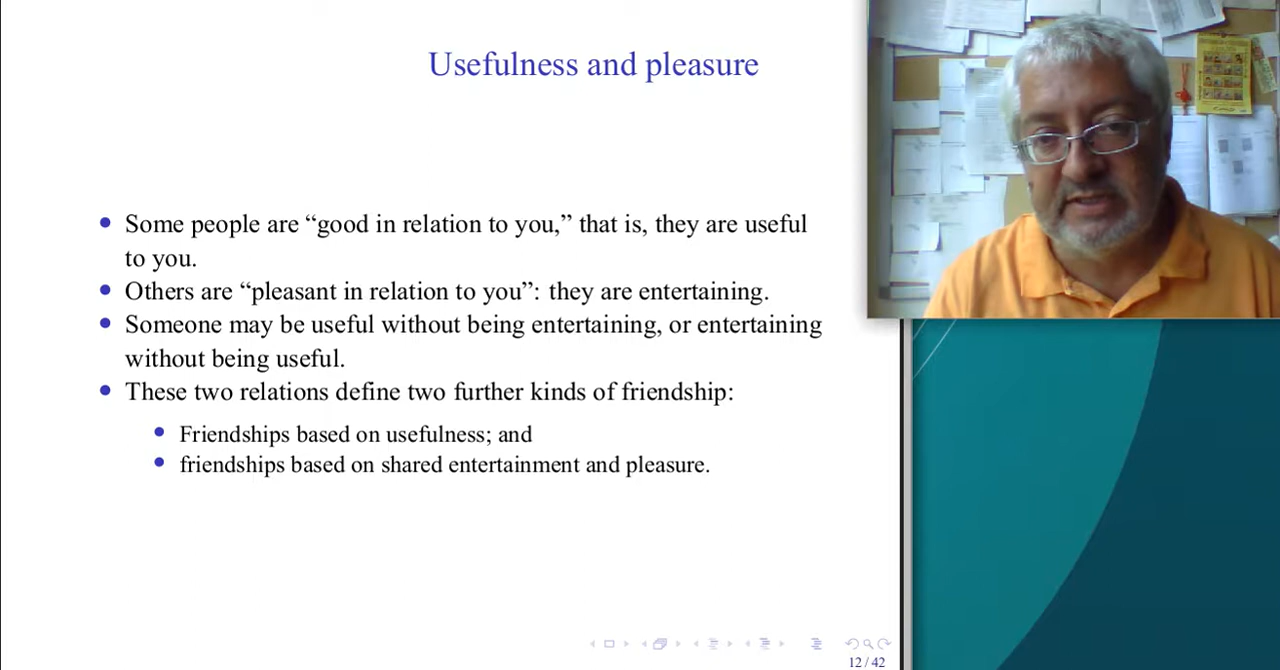 Usefulness and pleasure
Some people are “good in relation to you,” that is, they are useful
to you.
Others are “pleasant in relation to you”: they are entertaining.
Someone may be useful without being entertaining, or entertaining
without being useful.
These two relations define two further kinds of friendship:
Friendships based on usefulness; and
friendships based on shared entertainment and pleasure.
12 / 42